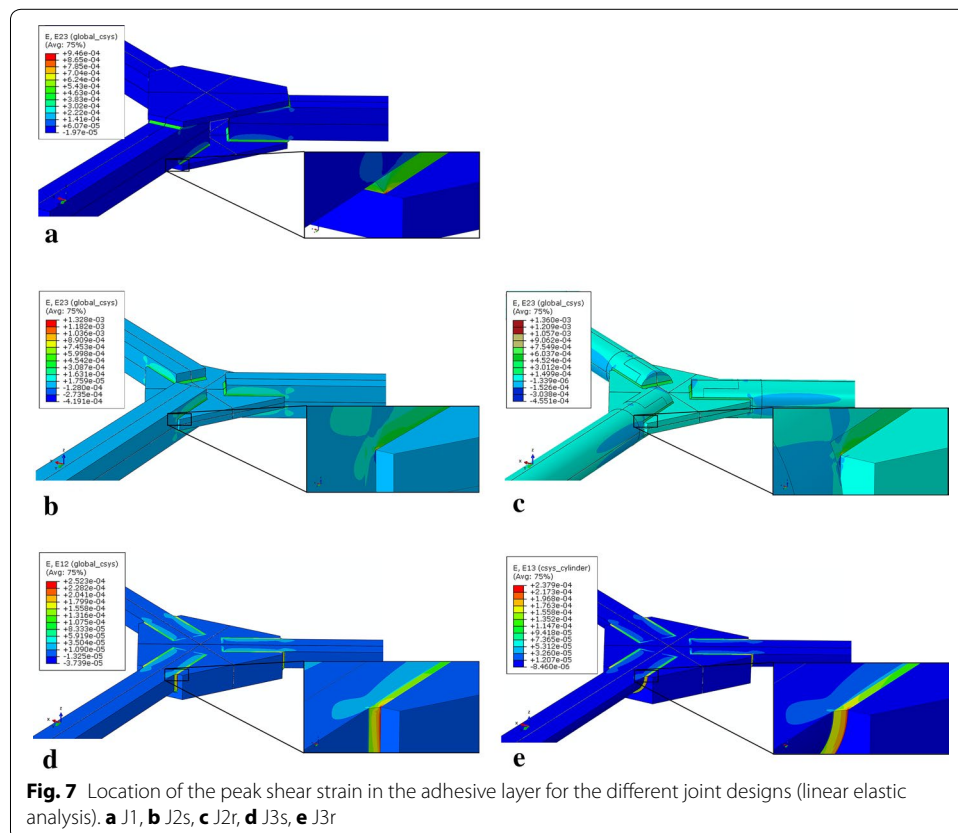 E, E23 (global_csys)
(Avg: 75%)
+9.46e-04
+8.65e-04
+7.85e-04
+7.04e-04
+6.24e-04
+5.43e-04
+4.63e-04
+3.83e-04
+3.02e-04
+2.22e-04
+1.41e-04
+6.07e-05
-1.97e-05
a
E, E23 (global_csys)
(Avg: 75%)
+1.328e-03
+1.182e-03
+1.036e-03
+8.909e-04
+7.453e-04
+5.998e-04
+4.542e-04
+3.087e-04
+1.631e-04
+1.759e-05
-1.280e-04
-2.735e-04
-4.191e-04
b
E, E23 (global_csys)
(Avg: 75%)
+1.360e-03
+1.209e-03
+1.057e-03
+9.062e-04
+7.549e-04
+6.037e-04
+4.524e-04
+3.012e-04
+1.499e-04
-1.339e-06
-1.526e-04
-3.038e-04
-4.551e-04
c
E, E12 (global_csys)
(Avg: 75%)
+2.523e-04
+2.282e-04
+2.041e-04
+1.799e-04
+1.558e-04
+1.316e-04
+1.075e-04
+8.333e-05
+5.919e-05
+3.504e-05
+1.090e-05
-1.325e-05
-3.739e-05
d
E, E13 (csys_cylinder)
(Avg: 75%)
+2.379e-04
+2.173e-04
+1.968e-04
+1.763e-04
+1.558e-04
+1.352e-04
+1.147e-04
+9.418e-05
+7.365e-05
+5.312e-05
+3.260e-05
+1.207e-05
-8.460e-06
e
Fig. 7 Location of the peak shear strain in the adhesive layer for the different joint designs (linear elastic
analysis). a J1, b J2s, c J2r, d J3s, e J3r